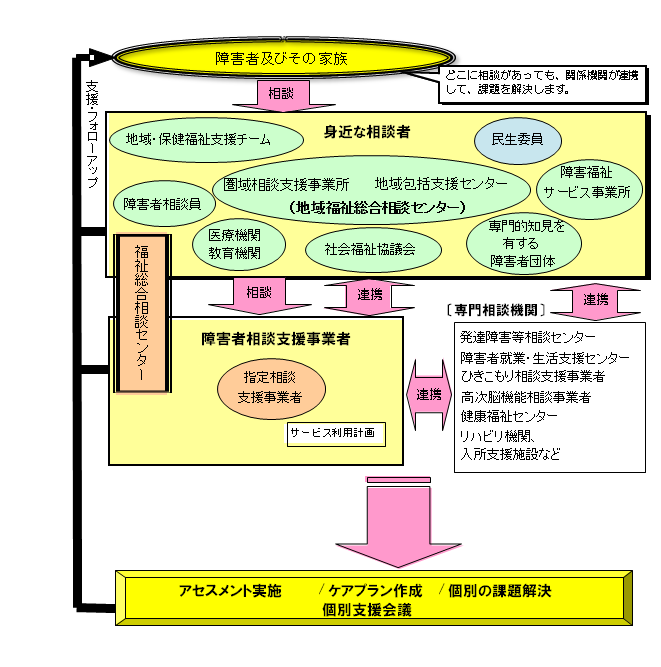 障害者及びその家族
どこに相談があっても、関係機関が連携
して、課題を解決します。
支援・フォローアップ
相談
身近な相談者
地域・保健福祉支援チーム
民生委員
圏域相談支援事業所　地域包括支援センター
（地域福祉総合相談センター）
障害福祉
サービス事業所
障害者相談員
医療機関
教育機関
社会福祉協議会
専門的知見を
有する
障害者団体
福祉総合相談センター
相談
連携
連携
障害者相談支援事業者
指定相談
支援事業者
サービス利用計画
連携
〔専門相談機関〕
発達障害等相談センター
障害者就業・生活支援センター
ひきこもり相談支援事業者
高次脳機能相談事業者
健康福祉センター
リハビリ機関、
入所支援施設など
アセスメント実施　/ケアプラン作成　/個別の課題解決
個別支援会議